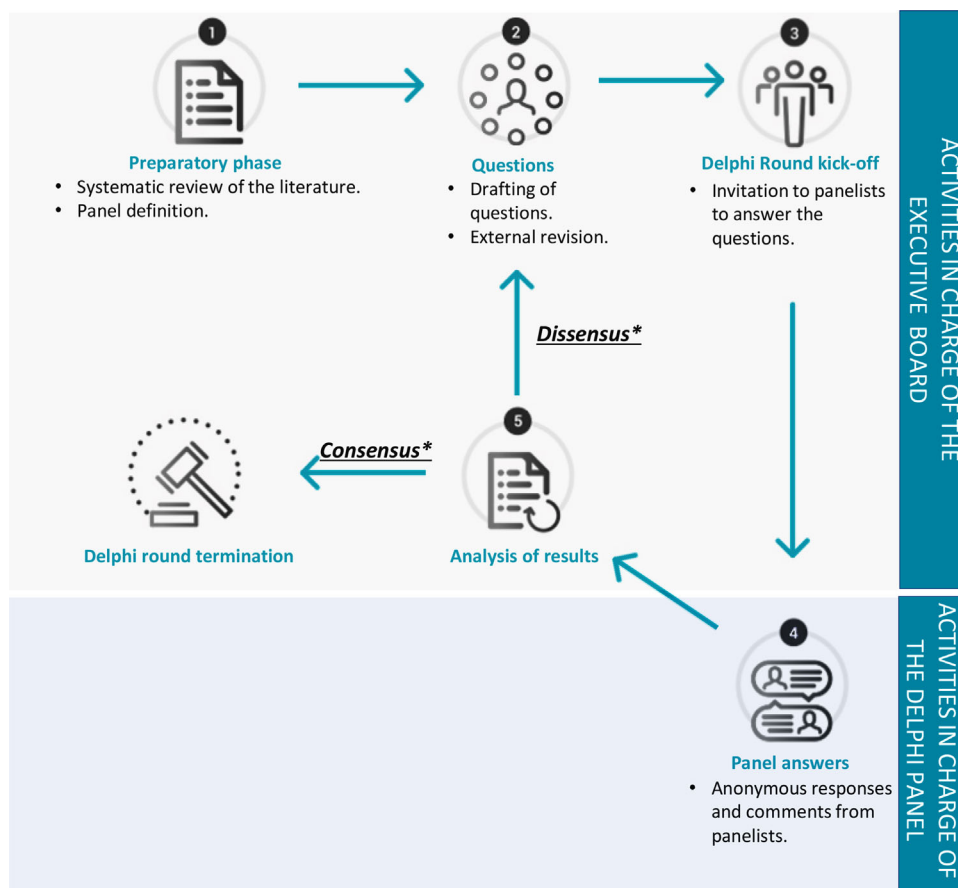 1
Preparatory phase
• Systematic review of the literature.
• Panel definition.
2
Questions
• Drafting of
questions.
• External revision.
3
Delphi Round kick-off
• Invitation to panelists
to answer the
questions.
Dissensus*
Consensus*
Delphi round termination
5
Analysis of results
4
Panel answers
• Anonymous responses
and comments from
panelists.
ACTIVITIES IN CHARGE OF THE
EXECUTIVE BOARD
ACTIVITIES IN CHARGE OF
THE DELPHI PANEL